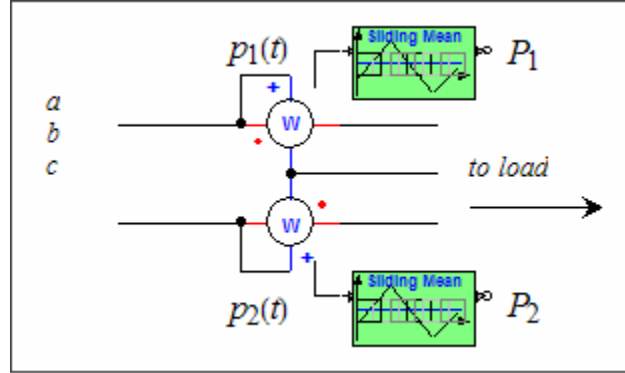 Sliding Mean
p₁(t)
P₁
+
a
W
b
c
to load
W
+
Sliding Mean
p₂(t)
P₂